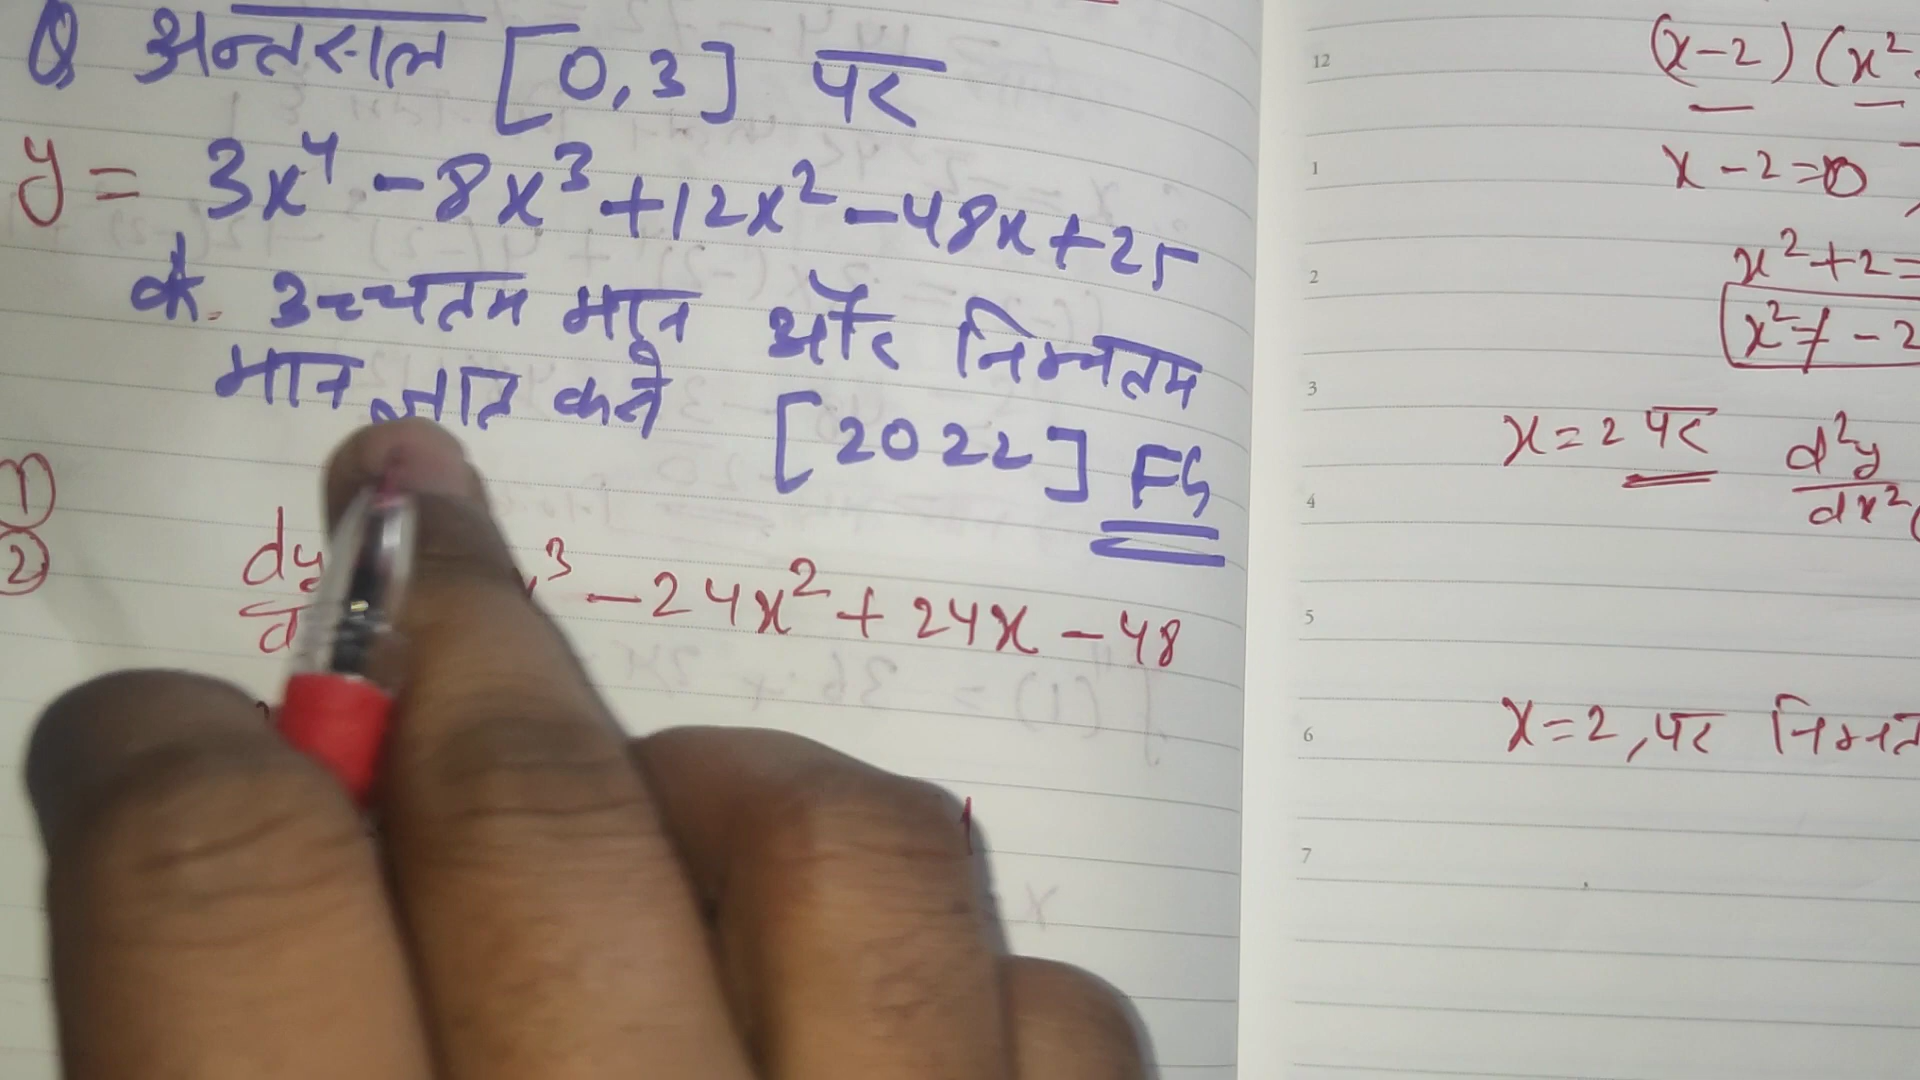 Q अन्तराल [0,3] पर
y = 3x⁴ - 8x³ + 12x² - 48x + 25
के उच्चतम मान और निम्नतम
मान ज्ञात करो [2022] FS
①
②
dy ³ - 24x² + 24x - 48
d
12
(x-2) (x²
1
x - 2 = 0
2
x² + 2 =
x² ≠ - 2
3
x = 2 पर d²y
dx²
4
5
6
x = 2, पर
7